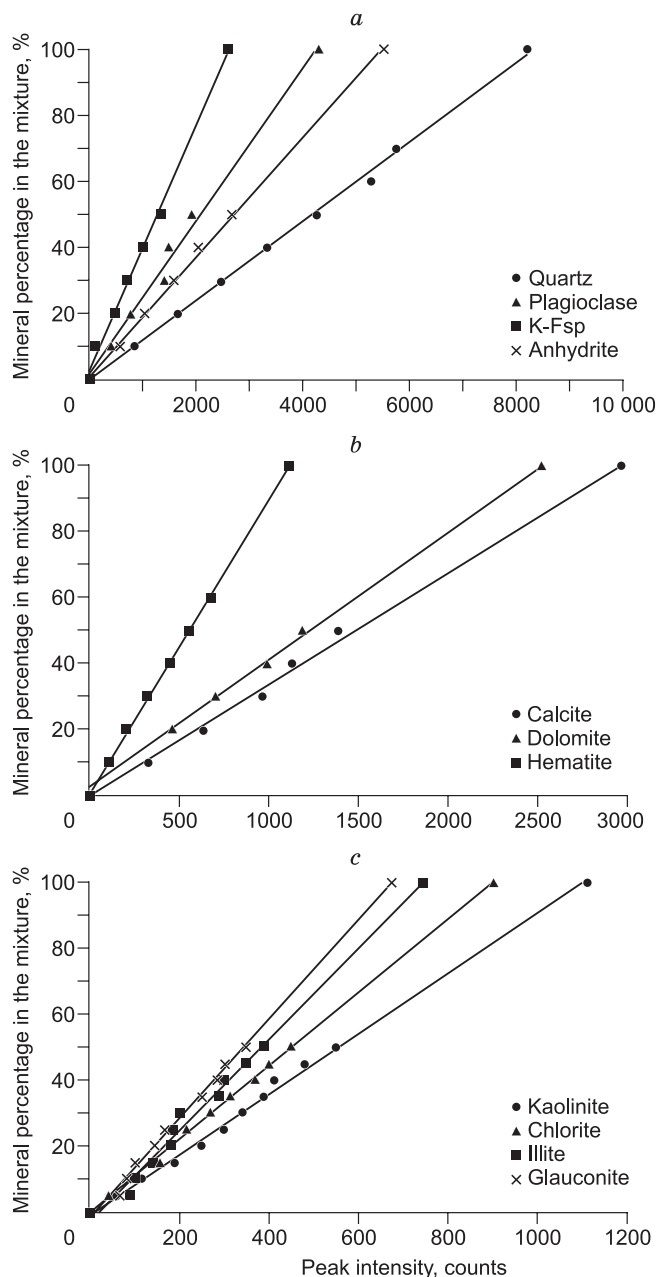 a
Mineral percentage in the mixture, %
100
80
60
40
20
0 2000 4000 6000 8000 10 000
Quartz
Plagioclase
K-Fsp
Anhydrite
b
Mineral percentage in the mixture, %
100
80
60
40
20
0 500 1000 1500 2000 2500 3000
Calcite
Dolomite
Hematite
c
Mineral percentage in the mixture, %
100
80
60
40
20
0 200 400 600 800 1000 1200
Kaolinite
Chlorite
Illite
Glauconite
Peak intensity, counts